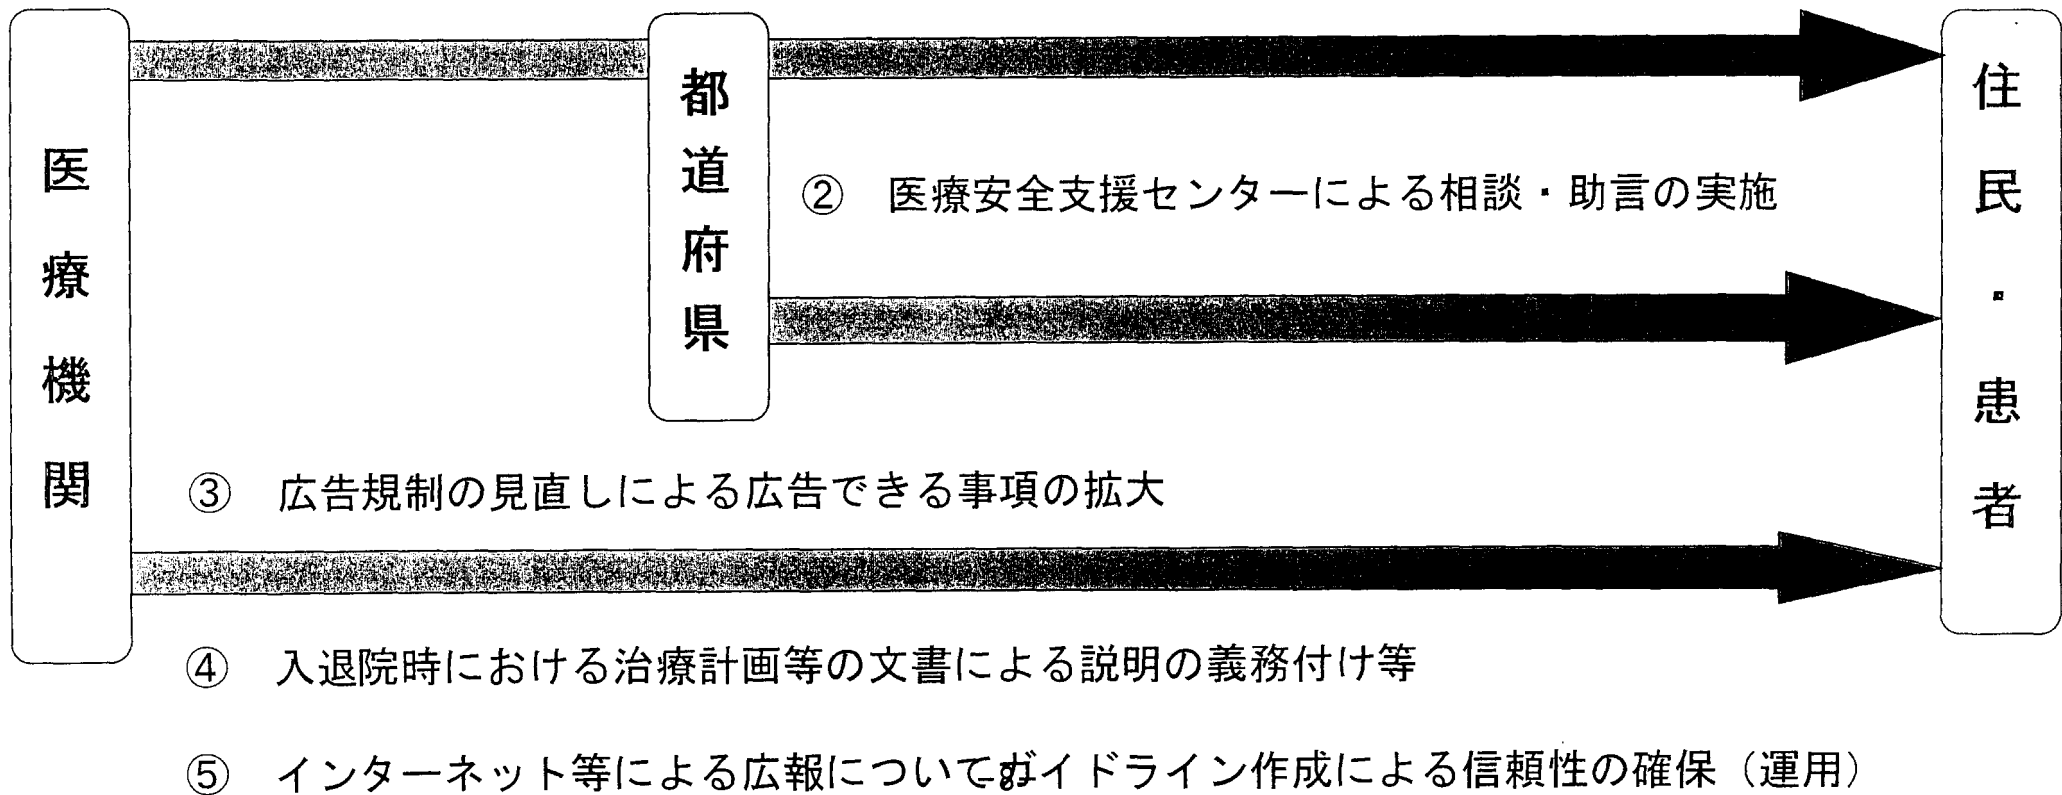 医療機関
都道府県
住民・患者
② 医療安全支援センターによる相談・助言の実施
③ 広告規制の見直しによる広告できる事項の拡大
④ 入退院時における治療計画等の文書による説明の義務付け等
⑤ インターネット等による広報についてガイドライン作成による信頼性の確保（運用）